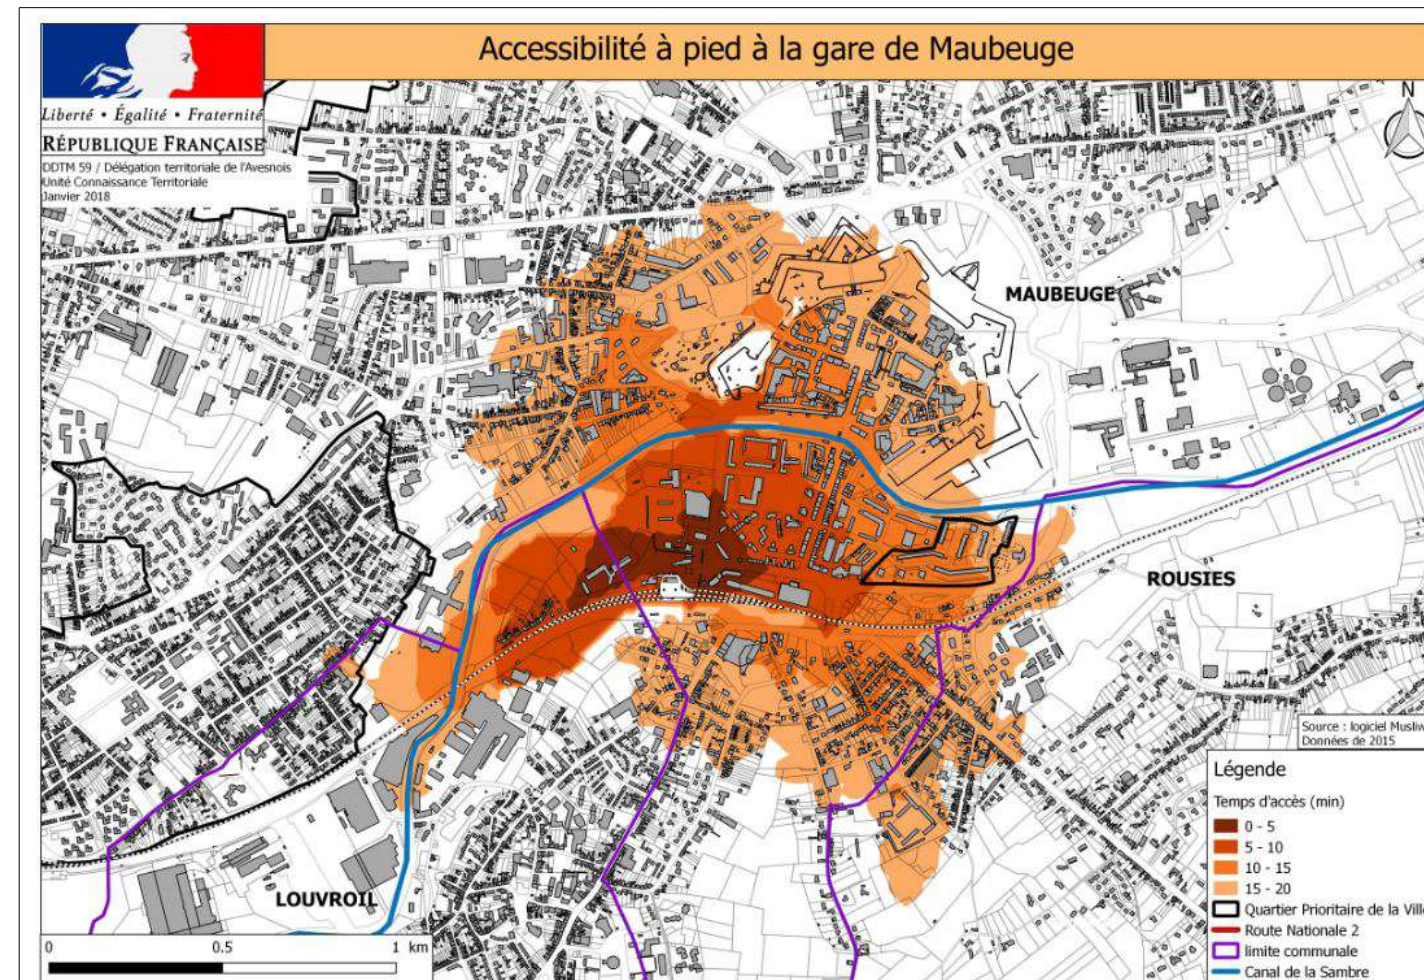 Accessibilité à pied à la gare de Maubeuge
Liberté • Égalité • Fraternité
RÉPUBLIQUE FRANÇAISE
DDTM 59 / Délégation territoriale de l'Avesnois
Unité Connaissance Territoriale
Janvier 2018
N
MAUBEUGE
ROUSIES
LOUVROIL
Source : logiciel Musliw
Données de 2015
Légende
Temps d'accès (min)
0 - 5
5 - 10
10 - 15
15 - 20
Quartier Prioritaire de la Ville
Route Nationale 2
limite communale
Canal de la Sambre
0 0.5 1 km